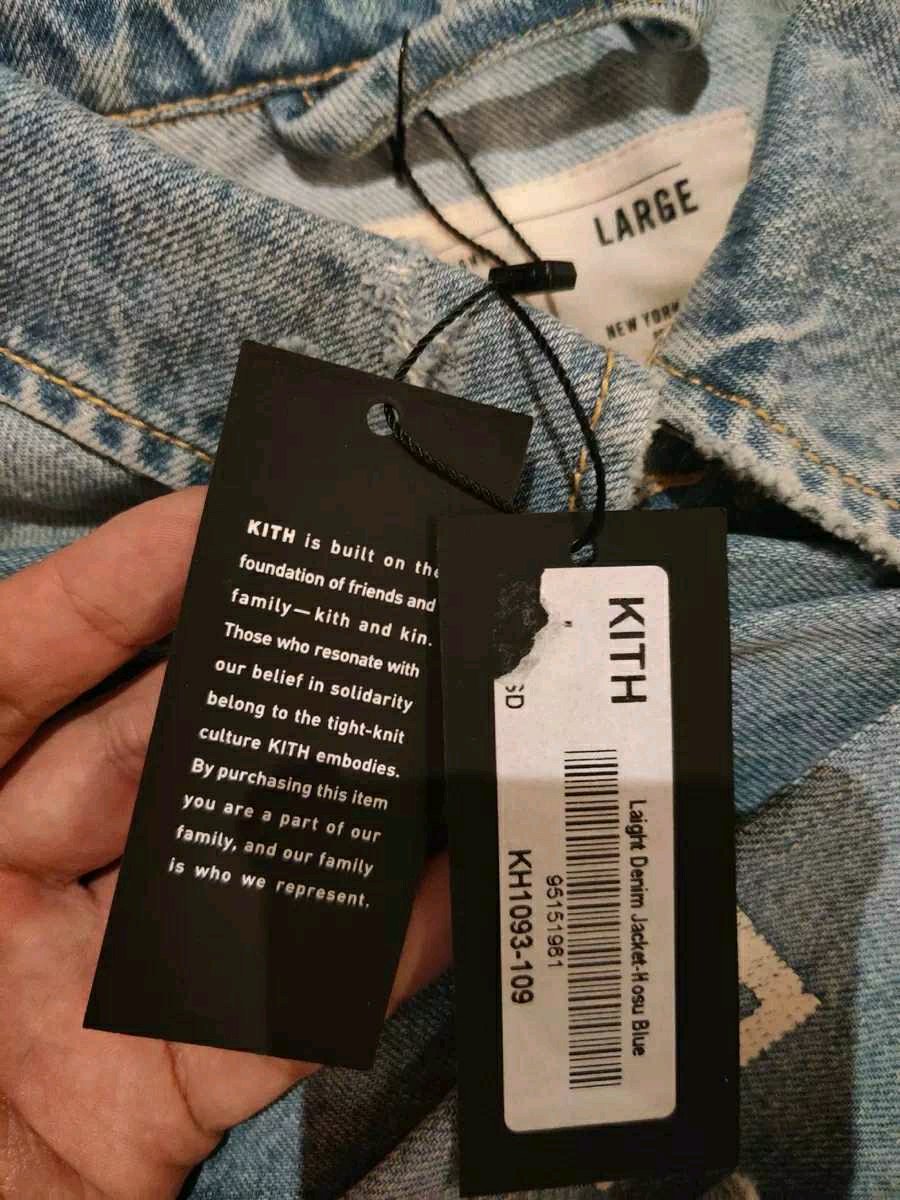 LARGE
NEW YORK
KITH is built on the
foundation of friends and
family—kith and kin.
Those who resonate with
our belief in solidarity
belong to the tight-knit
culture KITH embodies.
By purchasing this item
you are a part of our
family, and our family
is who we represent.
KITH
Laight Denim Jacket-Hosu Blue
95151981
KH1093-109
SD